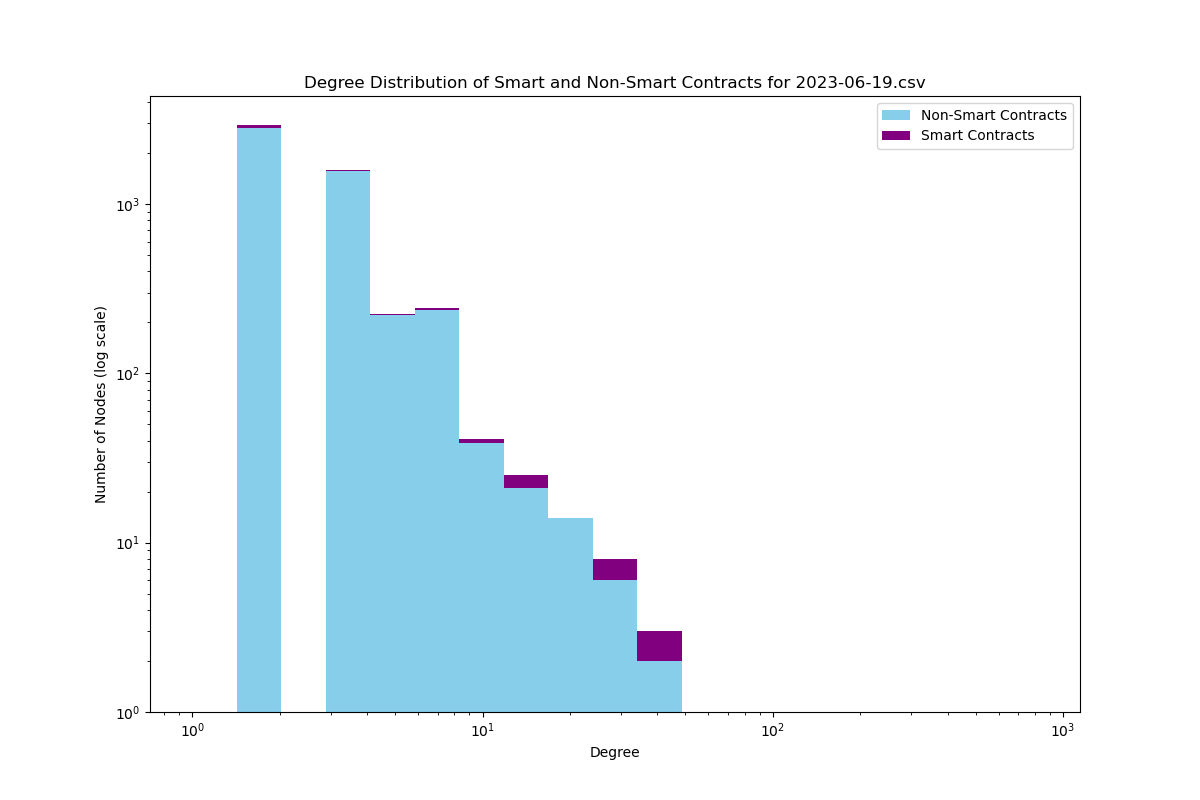 Degree Distribution of Smart and Non-Smart Contracts for 2023-06-19.csv
Non-Smart Contracts
Smart Contracts
Number of Nodes (log scale)
10³
10²
10¹
10⁰
10⁰ 10¹ 10² 10³
Degree